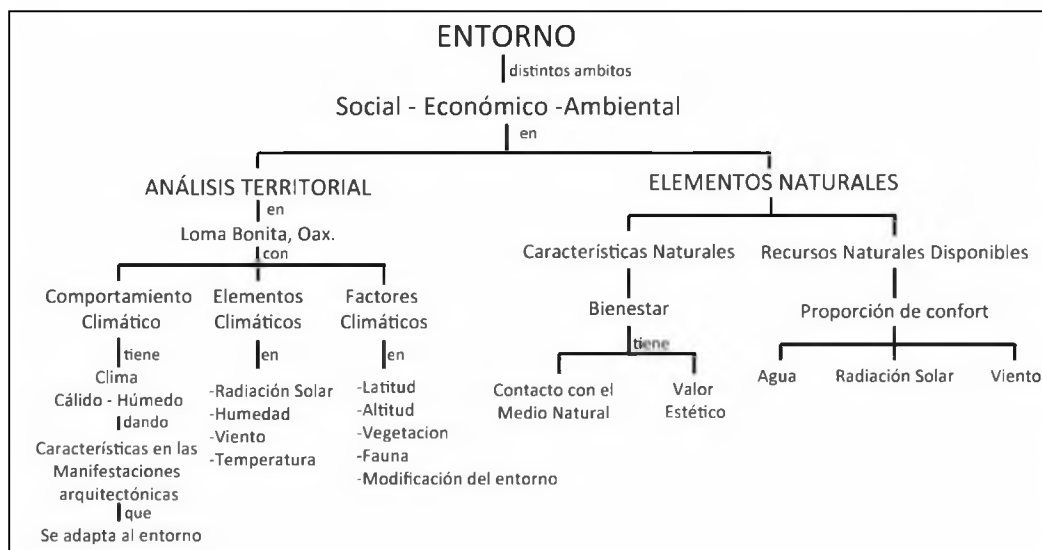 ENTORNO
distintos ambitos
Social - Económico -Ambiental
en
ANÁLISIS TERRITORIAL
en
Loma Bonita, Oax.
con
Comportamiento
Climático
tiene
Clima
Cálido - Húmedo
dando
Características en las
Manifestaciones
arquitectónicas
que
Se adapta al entorno
Elementos
Climáticos
en
-Radiación Solar
-Humedad
-Viento
-Temperatura
Factores
Climáticos
en
-Latitud
-Altitud
-Vegetacion
-Fauna
-Modificación del entorno
ELEMENTOS NATURALES
Característísticas Naturales
Bienestar
tiene
Contacto con el
Medio Natural
Valor
Estético
Recursos Naturales Disponibles
Proporción de confort
Agua
Radiación Solar
Viento